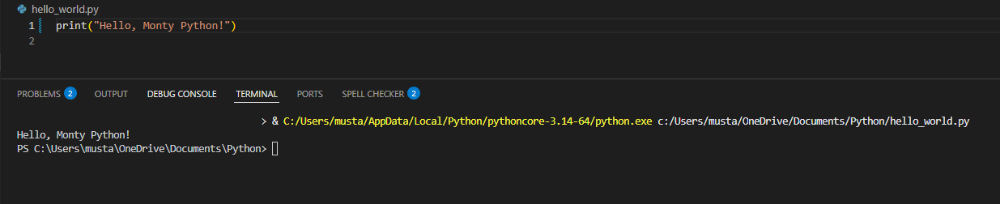 hello_world.py
1 print("Hello, Monty Python!")
2
PROBLEMS 2 OUTPUT DEBUG CONSOLE TERMINAL PORTS SPELL CHECKER 2
> & C:/Users/musta/AppData/Local/Python/pythoncore-3.14-64/python.exe c:/Users/musta/OneDrive/Documents/Python/hello_world.py
Hello, Monty Python!
PS C:\Users\musta\OneDrive\Documents\Python>